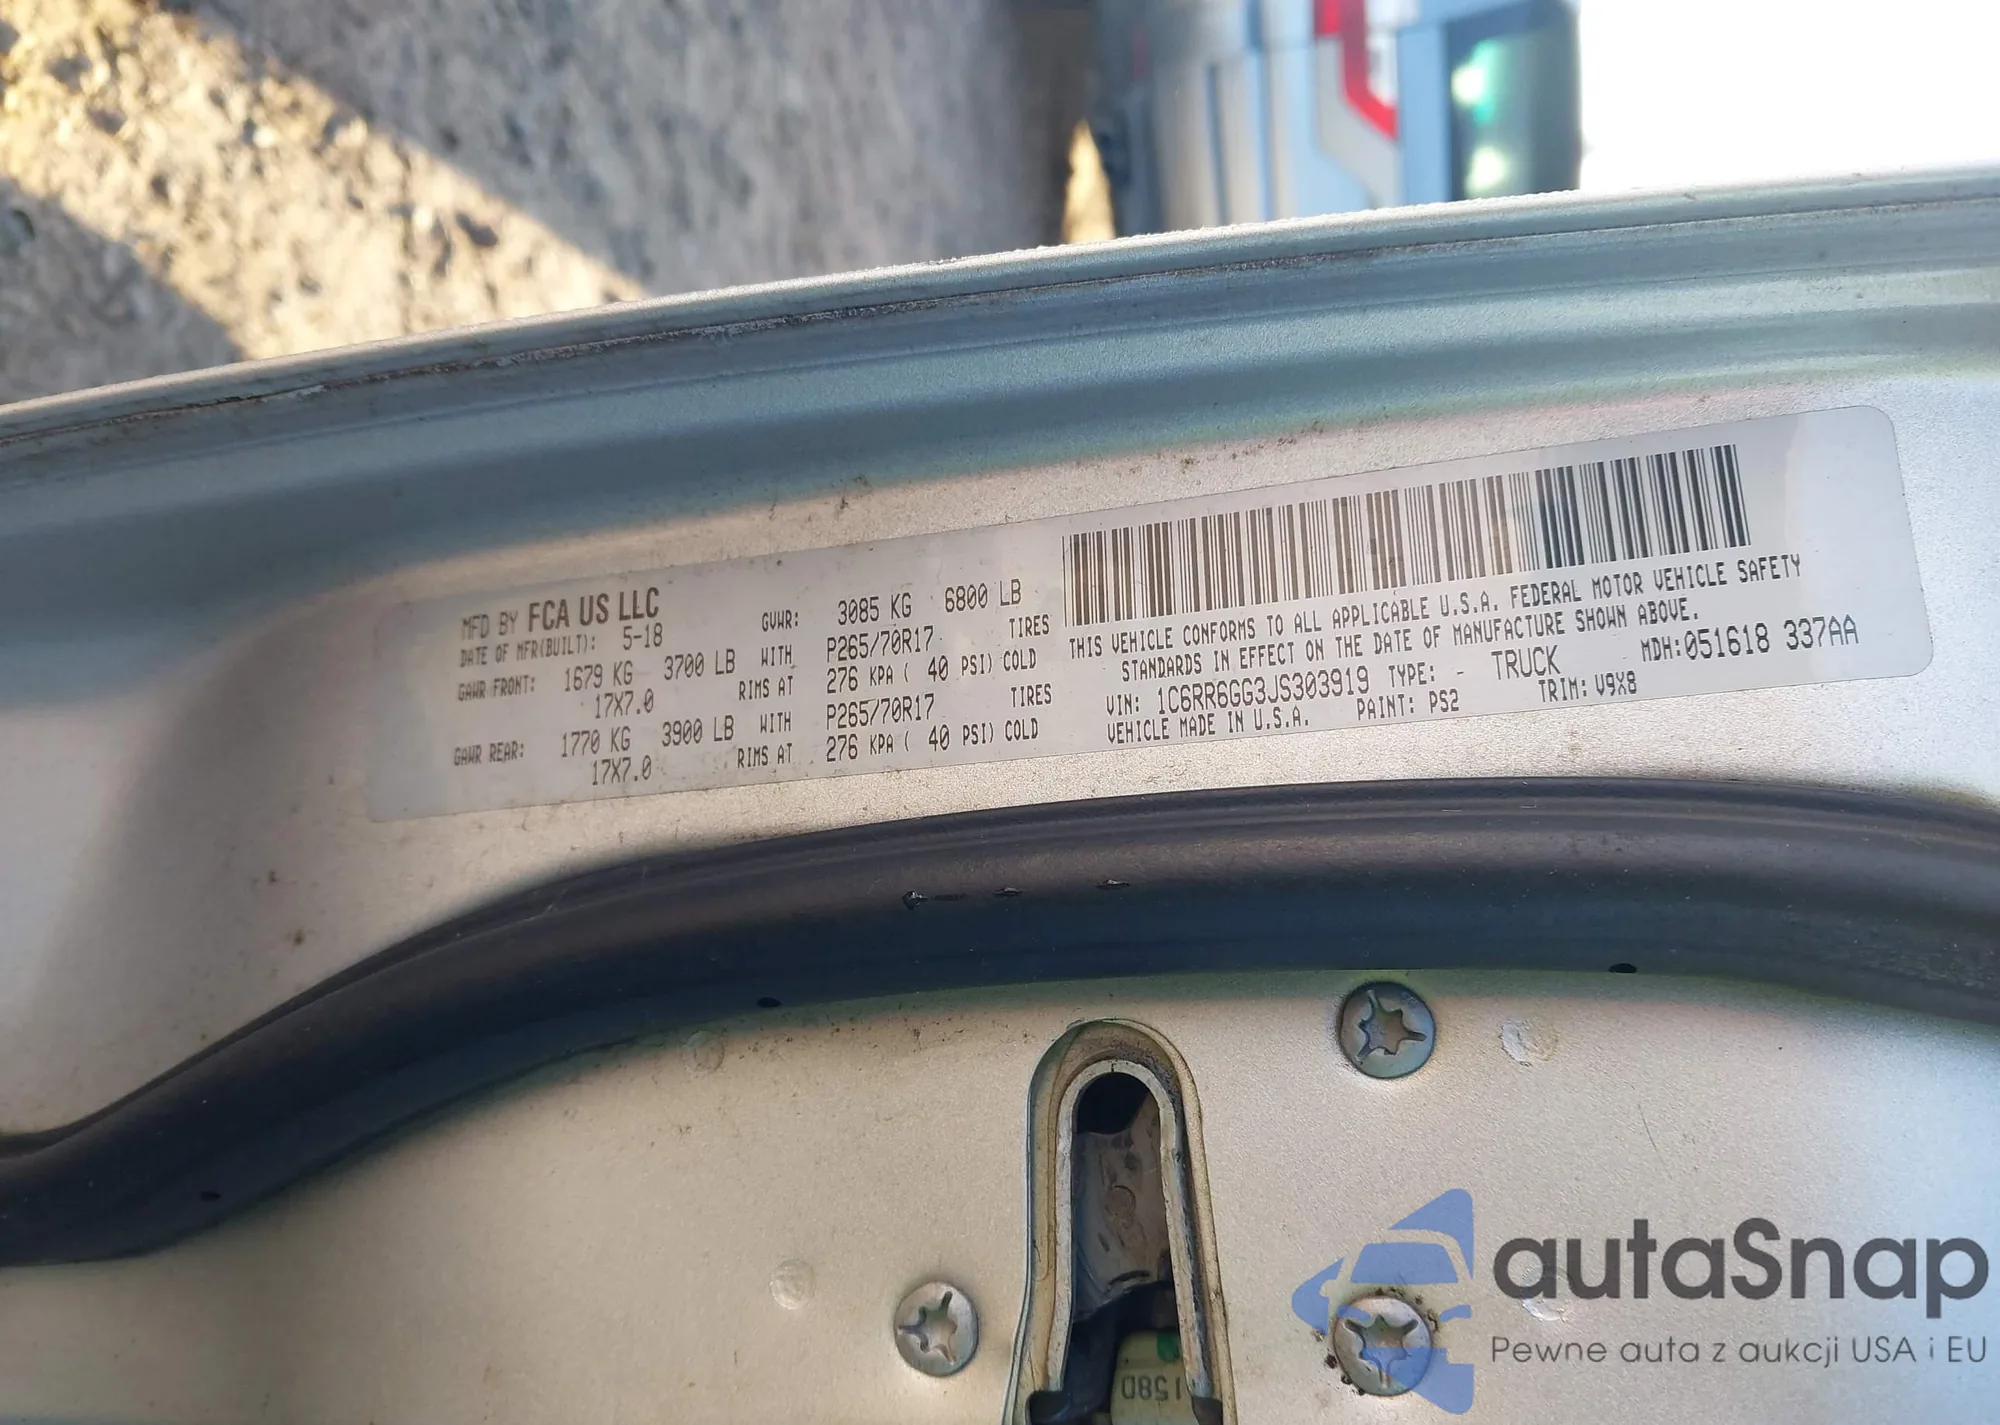 MFD BY FCA US LLC
DATE OF MFR(BUILT): 5-18
GVWR: 3085 KG 6800 LB
GAWR FRONT: 1679 KG 3700 LB WITH P265/70R17 TIRES
17X7.0 RIMS AT 276 KPA ( 40 PSI) COLD
GAWR REAR: 1770 KG 3900 LB WITH P265/70R17 TIRES
17X7.0 RIMS AT 276 KPA ( 40 PSI) COLD
THIS VEHICLE CONFORMS TO ALL APPLICABLE U.S.A. FEDERAL MOTOR VEHICLE SAFETY
STANDARDS IN EFFECT ON THE DATE OF MANUFACTURE SHOWN ABOVE.
MDH:051618 337AA
VIN: 1C6RR6GG3JS303919 TYPE: - TRUCK
VEHICLE MADE IN U.S.A. PAINT: PS2 TRIM: V9X8
158D
autaSnap
Pewne auta z aukcji USA i EU